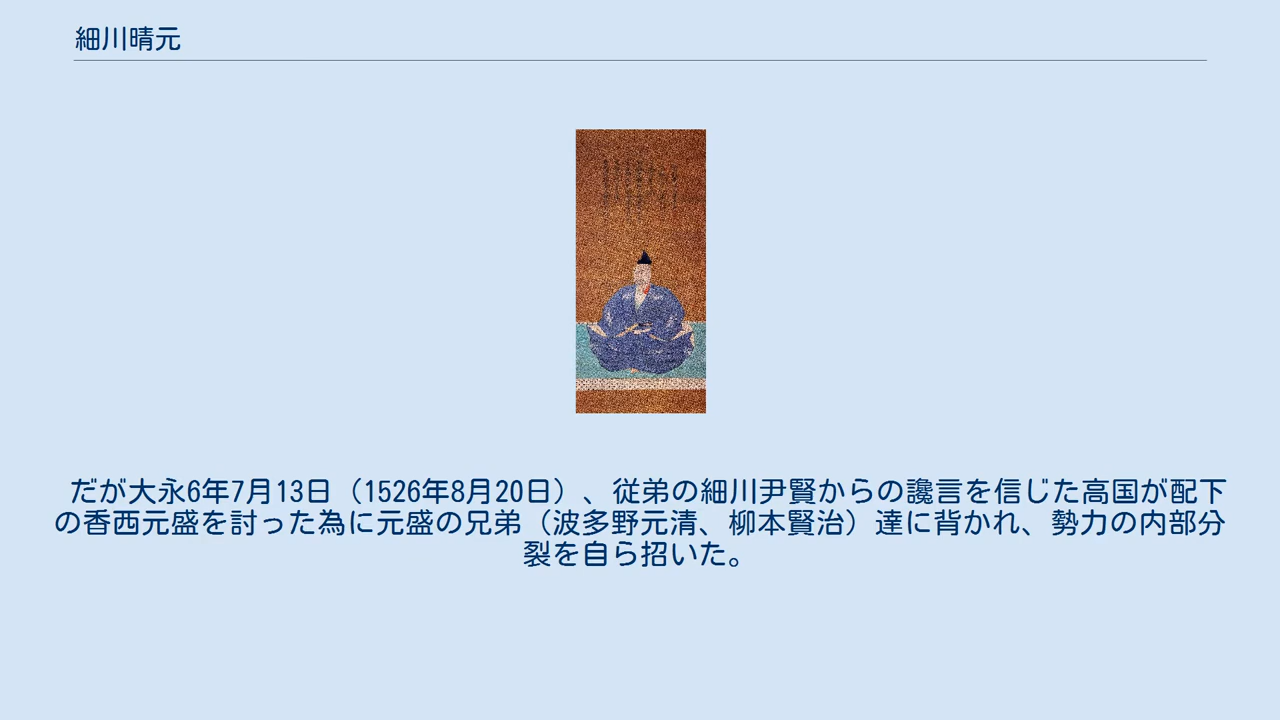 細川晴元
だが大永6年7月13日（1526年8月20日）、従弟の細川尹賢からの讒言を信じた高国が配下
の香西元盛を討った為に元盛の兄弟（波多野元清、柳本賢治）達に背かれ、勢力の内部分
裂を自ら招いた。